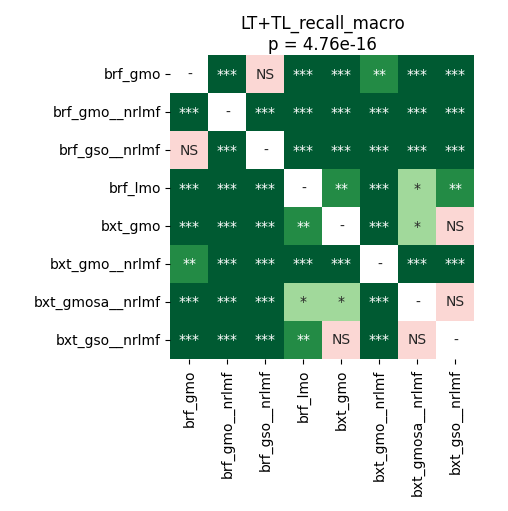 LT+TL_recall_macro
p = 4.76e-16
brf_gmo - *** NS *** *** ** *** ***
brf_gmo__nrlmf *** - *** *** *** *** *** ***
brf_gso__nrlmf NS *** - *** *** *** *** ***
brf_lmo *** *** *** - ** *** * **
bxt_gmo *** *** *** ** - *** * NS
bxt_gmo__nrlmf ** *** *** *** *** - *** ***
bxt_gmosa__nrlmf *** *** *** * * *** - NS
bxt_gso__nrlmf *** *** *** ** NS *** NS -
brf_gmo
brf_gmo__nrlmf
brf_gso__nrlmf
brf_lmo
bxt_gmo
bxt_gmo__nrlmf
bxt_gmosa__nrlmf
bxt_gso__nrlmf